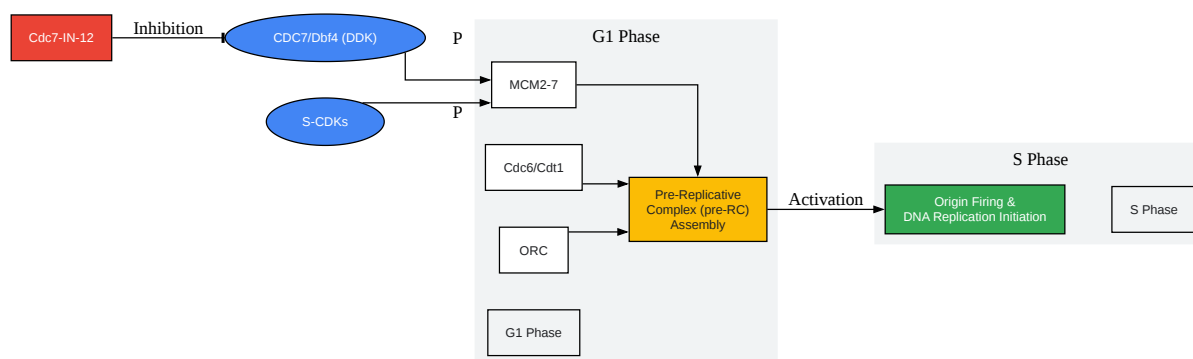 Cdc7-IN-12
Inhibition
CDC7/Dbf4 (DDK)
P
G1 Phase
MCM2-7
S-CDKs
P
Cdc6/Cdt1
Pre-Replicative
Complex (pre-RC)
Assembly
ORC
G1 Phase
Activation
S Phase
Origin Firing &
DNA Replication Initiation
S Phase